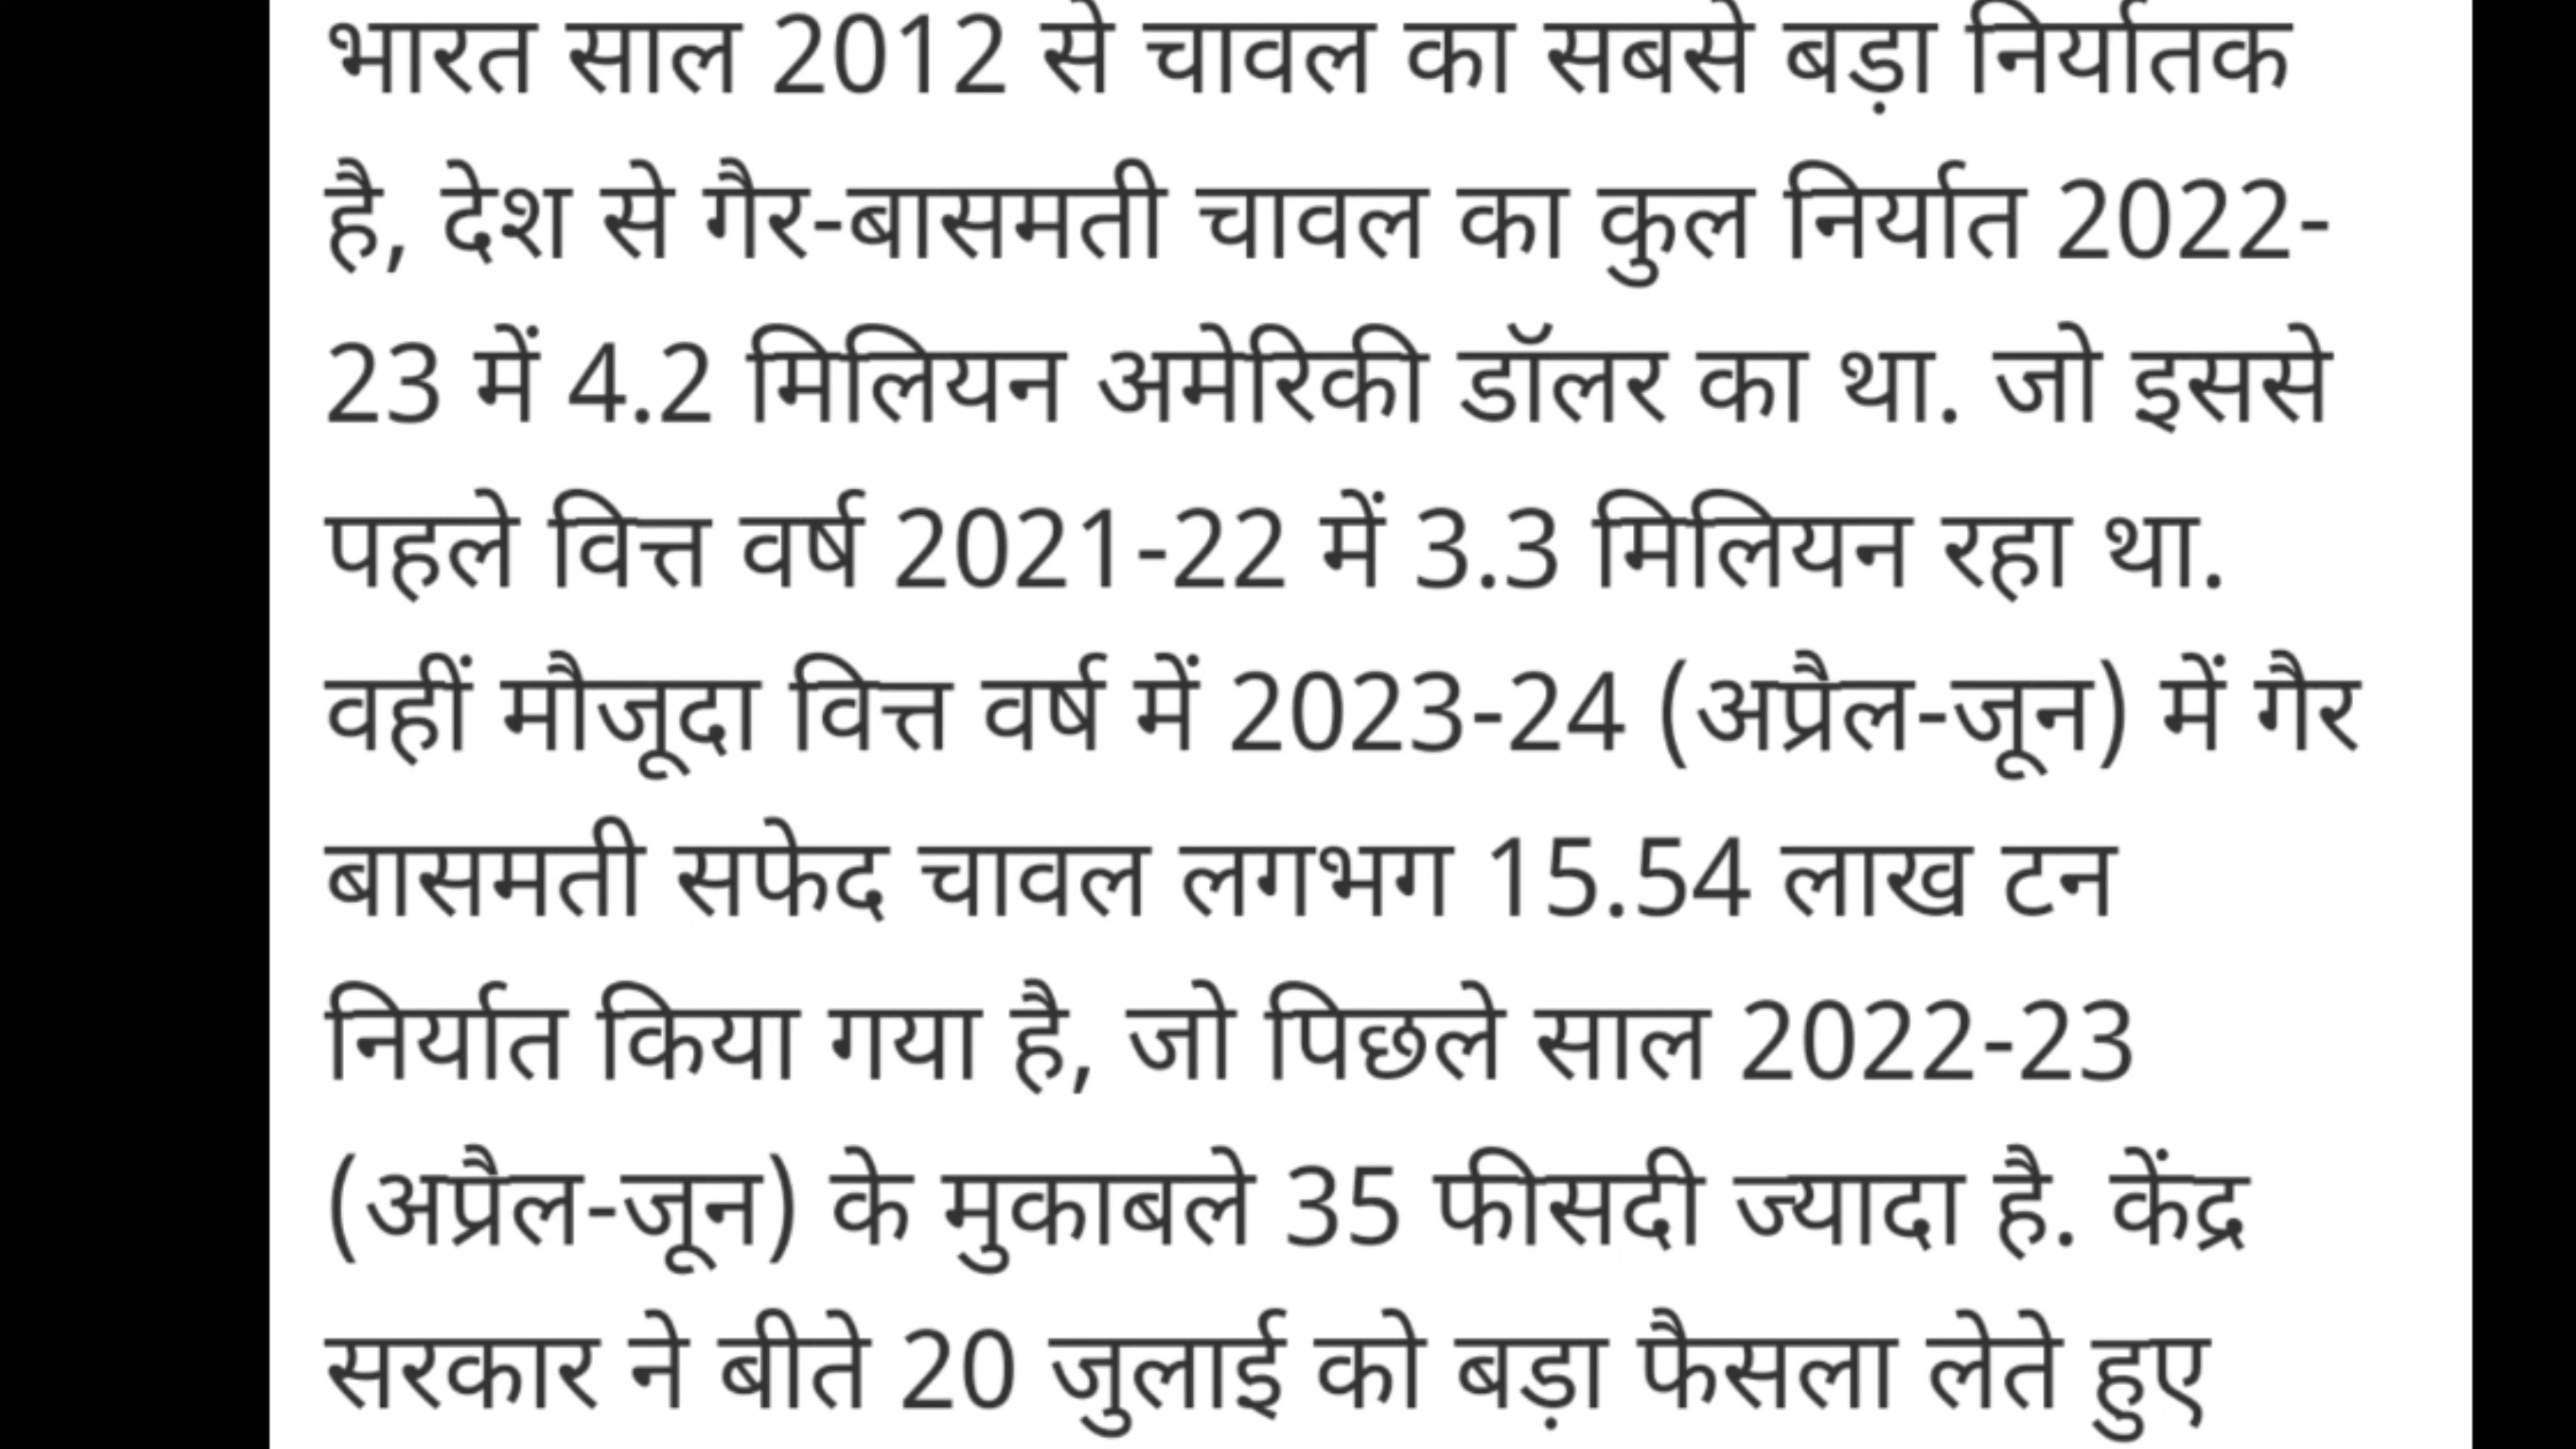 भारत साल 2012 से चावल का सबसे बड़ा निर्यातक
है, देश से गैर-बासमती चावल का कुल निर्यात 2022-
23 में 4.2 मिलियन अमेरिकी डॉलर का था. जो इससे
पहले वित्त वर्ष 2021-22 में 3.3 मिलियन रहा था.
वहीं मौजूदा वित्त वर्ष में 2023-24 (अप्रैल-जून) में गैर
बासमती सफेद चावल लगभग 15.54 लाख टन
निर्यात किया गया है, जो पिछले साल 2022-23
(अप्रैल-जून) के मुकाबले 35 फीसदी ज्यादा है. केंद्र
सरकार ने बीते 20 जुलाई को बड़ा फैसला लेते हुए